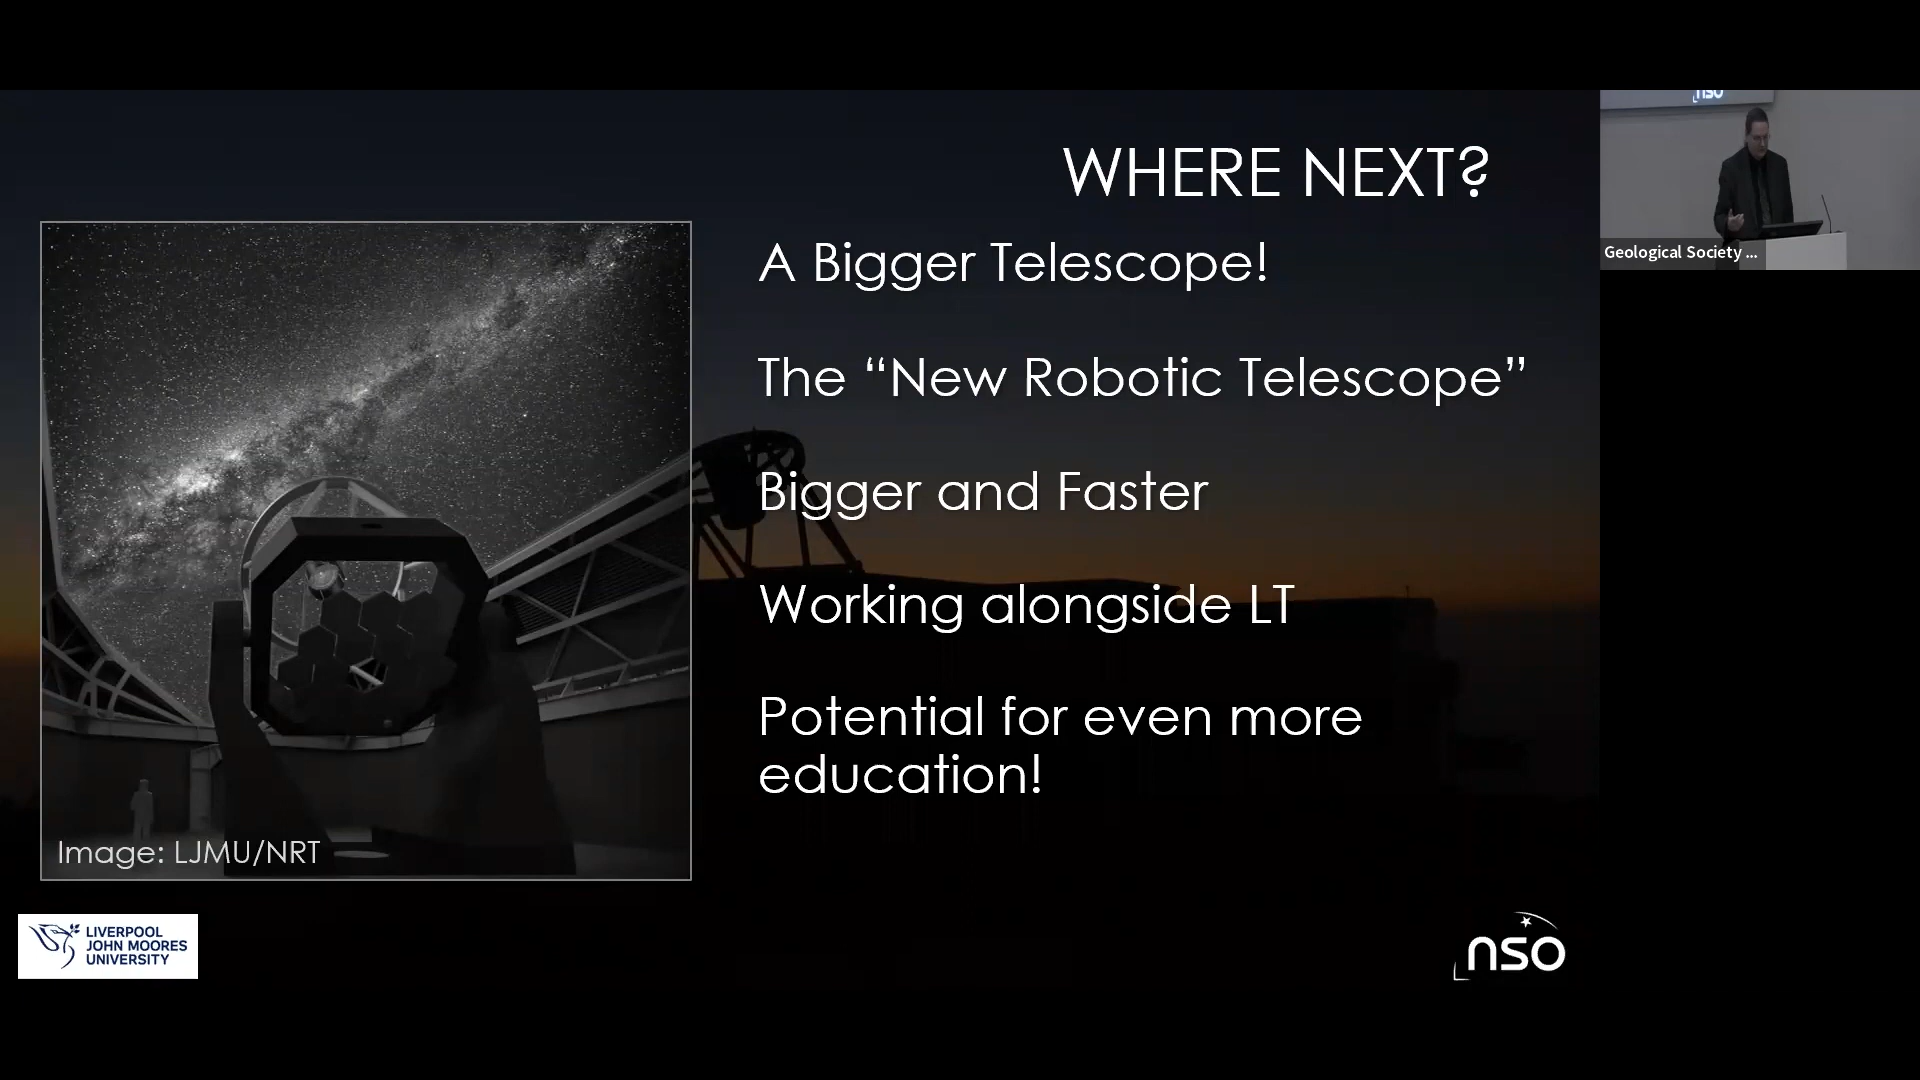 WHERE NEXT?
A Bigger Telescope!
The “New Robotic Telescope”
Bigger and Faster
Working alongside LT
Potential for even more
education!
Image: LJMU/NRT
LIVERPOOL
JOHN MOORES
UNIVERSITY
nso
nso
Geological Society ...